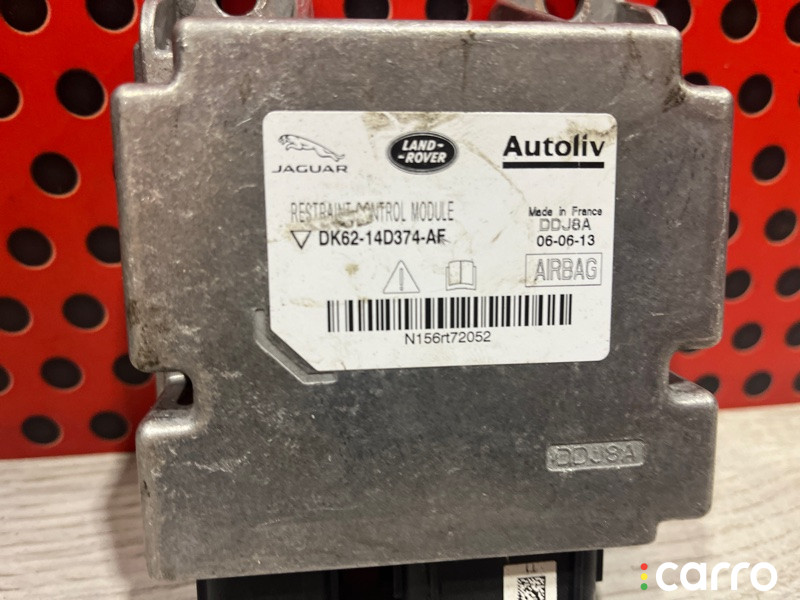 JAGUAR
LAND-
-ROVER
Autoliv
RESTRAINT CONTROL MODULE
DK62-14D374-AF
Made in France
DDJ8A
06-06-13
AIRBAG
N156rt72052
DDJ8A
11
carro